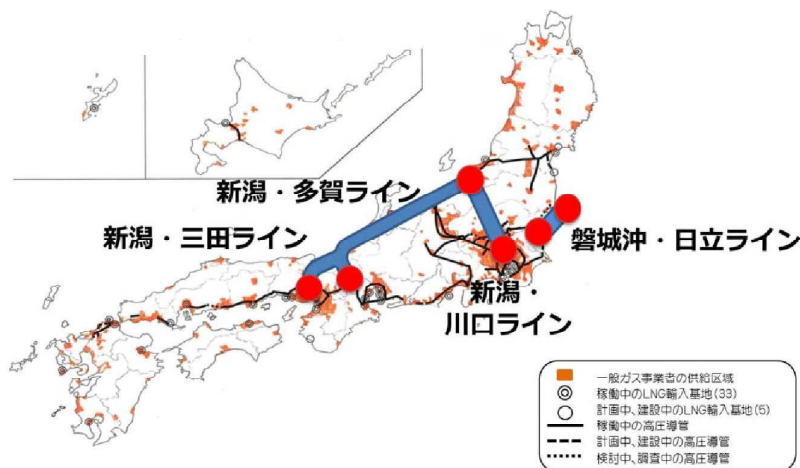 新潟・多賀ライン
新潟・三田ライン
磐城沖・日立ライン
新潟・
川口ライン
一般ガス事業者の供給区域
稼働中のLNG輸入基地(33)
計画中、建設中のLNG輸入基地(5)
稼働中の高圧導管
計画中、建設中の高圧導管
検討中、調査中の高圧導管